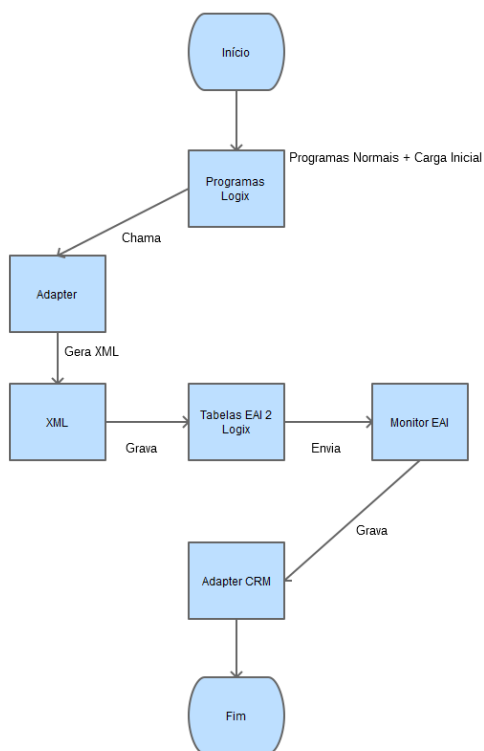 Início
Programas Normais + Carga Inicial
Programas
Logix
Chama
Adapter
Gera XML
XML
Grava
Tabelas EAI 2
Logix
Envia
Monitor EAI
Grava
Adapter CRM
Fim